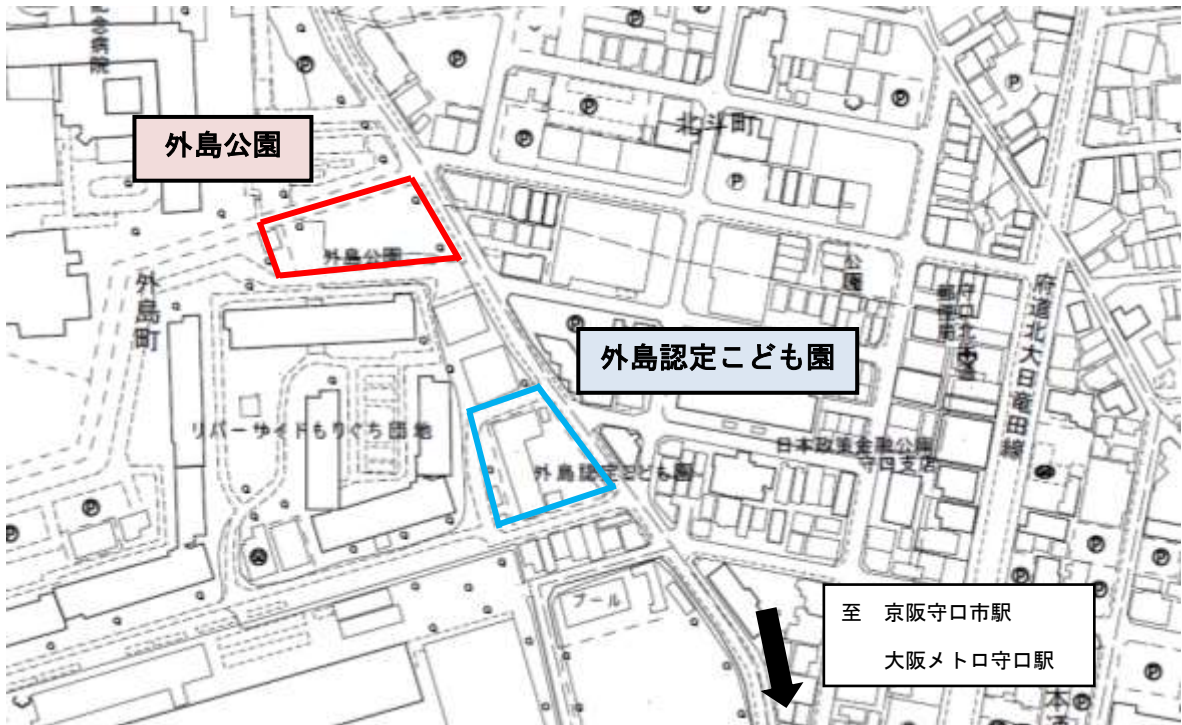 外島公園
北斗町
外島公園
外島町
公園
府道北大日竜田線
外島認定こども園
リバーサイドもりぐち団地
外島認定こども園
日本政策金融公庫
守口支店
プール
至 京阪守口市駅
大阪メトロ守口駅
本